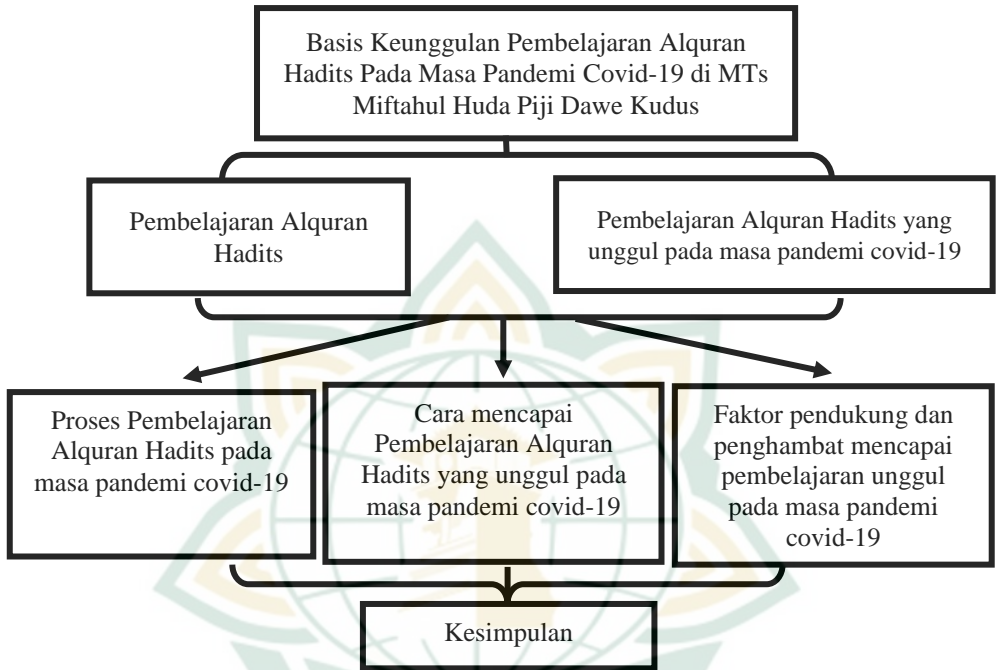 Basis Keunggulan Pembelajaran Alquran
Hadits Pada Masa Pandemi Covid-19 di MTs
Miftahul Huda Piji Dawe Kudus
Pembelajaran Alquran
Hadits
Pembelajaran Alquran Hadits yang
unggul pada masa pandemi covid-19
Proses Pembelajaran
Alquran Hadits pada
masa pandemi covid-19
Cara mencapai
Pembelajaran Alquran
Hadits yang unggul pada
masa pandemi covid-19
Faktor pendukung dan
penghambat mencapai
pembelajaran unggul
pada masa pandemi
covid-19
Kesimpulan